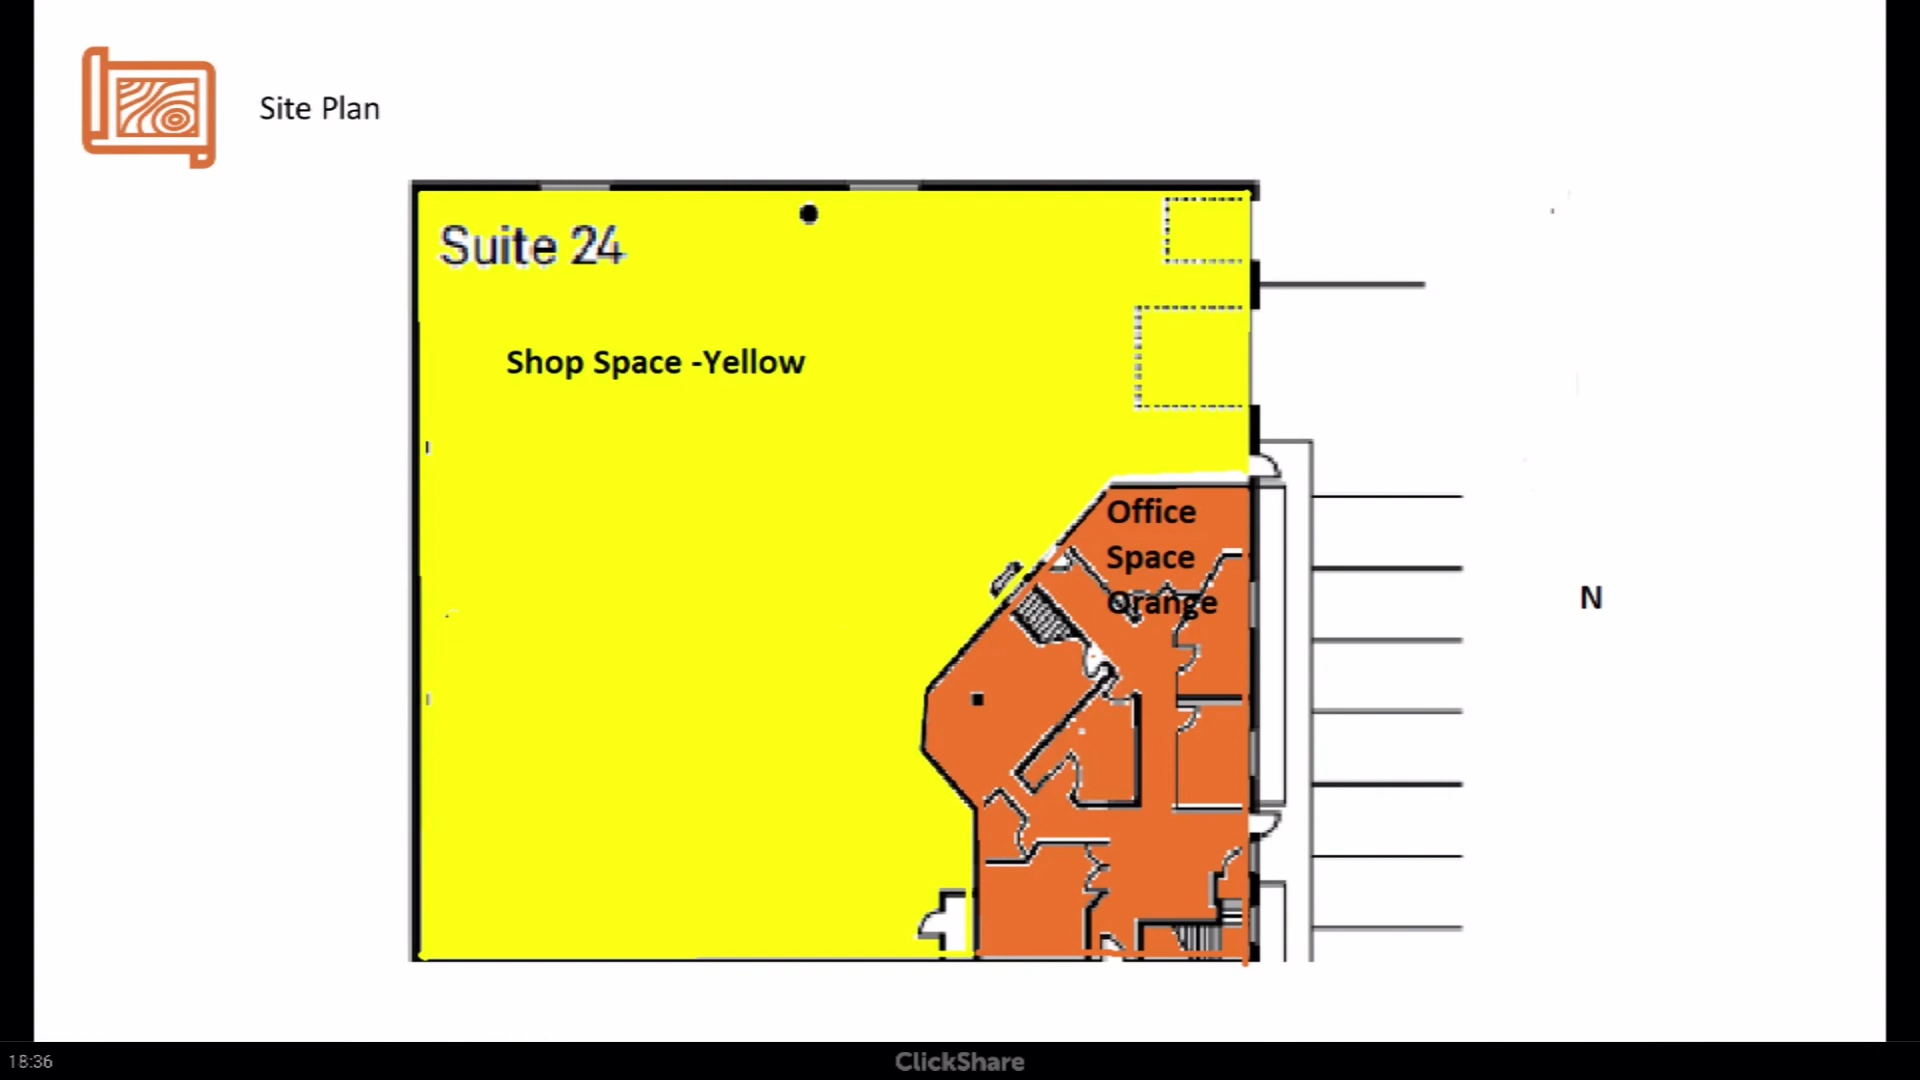 Site Plan
Suite 24
Shop Space -Yellow
Office
Space
Orange
N
18:36
ClickShare